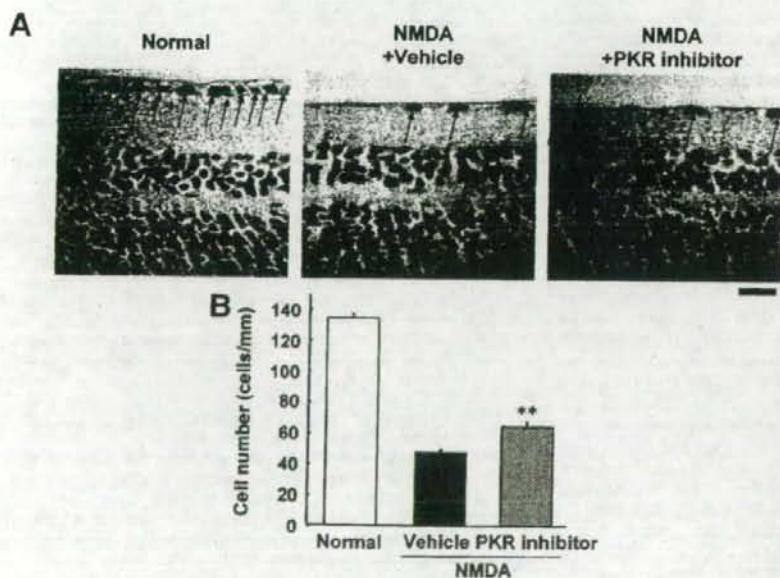 A
Normal
NMDA
+Vehicle
NMDA
+PKR inhibitor
B
Cell number (cells/mm)
140
120
100
80
60
40
20
0
**
Normal
Vehicle PKR inhibitor
NMDA